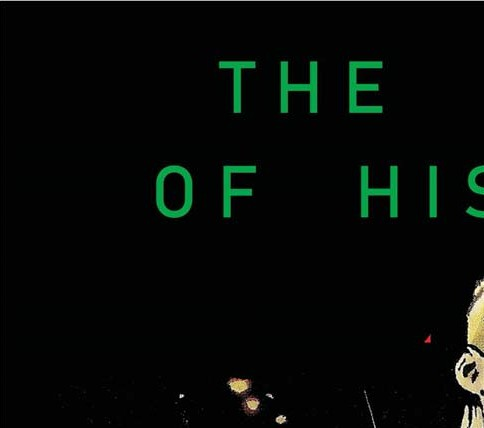 THE
OF HIS